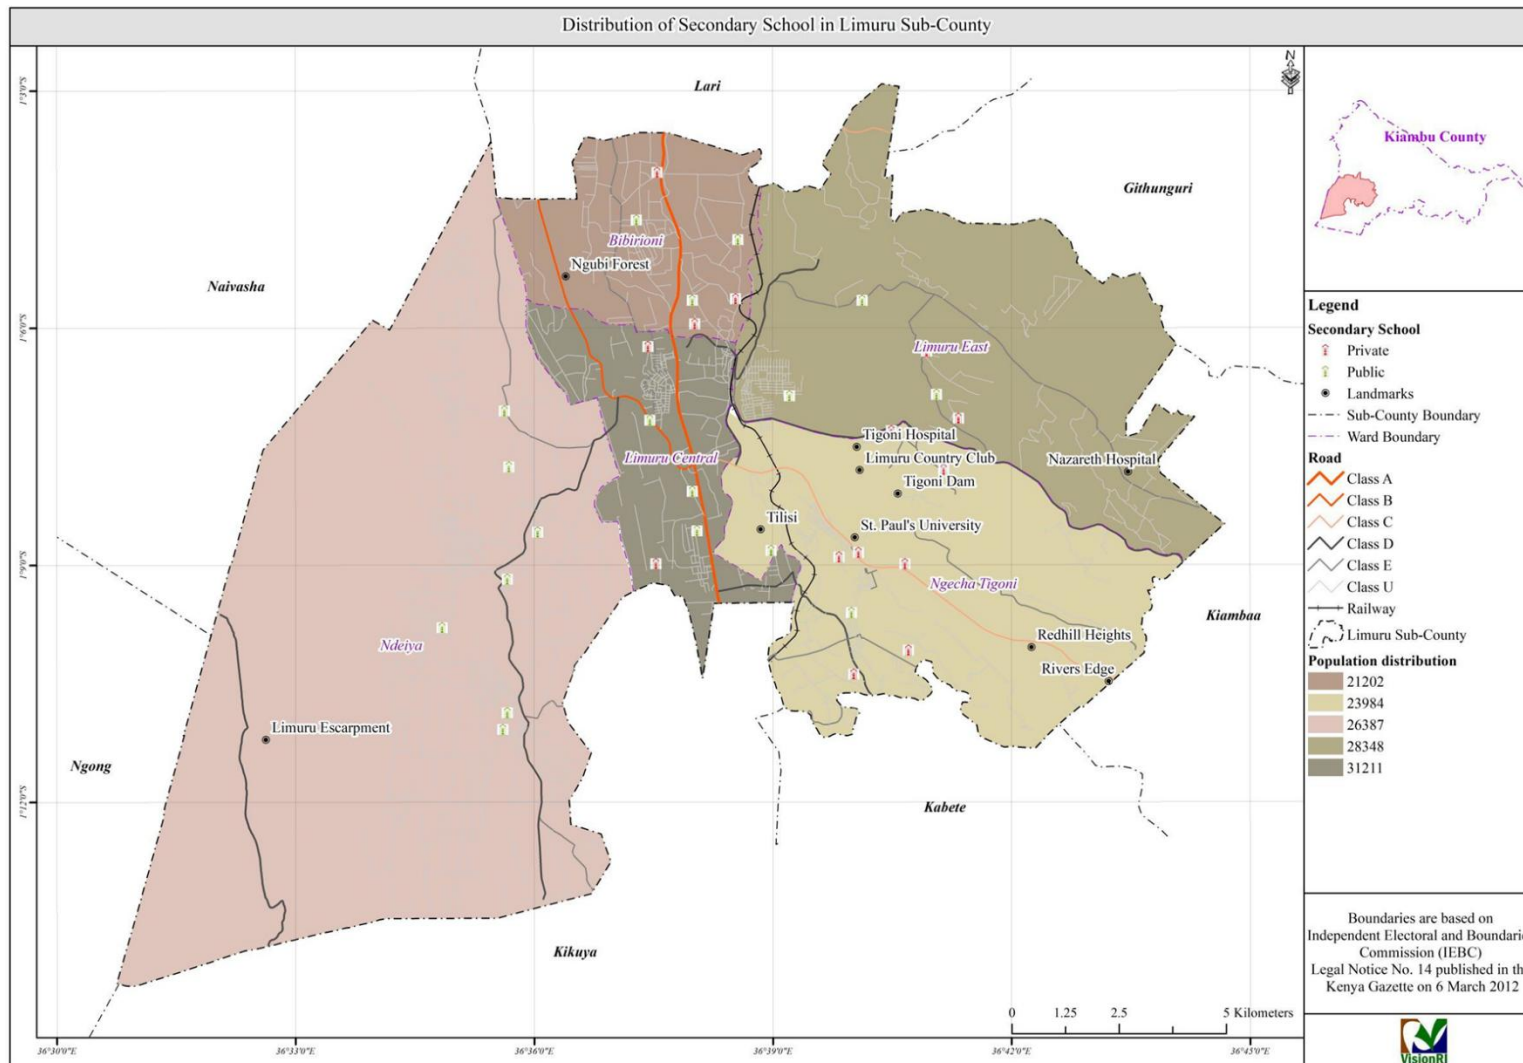 Distribution of Secondary School in Limuru Sub-County
N
Lari
Githunguri
Naivasha
Bibirioni
Ngubi Forest
Limuru East
Tigoni Hospital
Limuru Country Club
Nazareth Hospital
Tigoni Dam
Limuru Central
Tilisi
St. Paul's University
Ngecha Tigoni
Kiambaa
Ndeiya
Redhill Heights
Rivers Edge
Limuru Escarpment
Ngong
Kabete
Kikuya
1°3'0"S
1°6'0"S
1°9'0"S
1°12'0"S
36°30'0"E
36°33'0"E
36°36'0"E
36°39'0"E
36°42'0"E
36°45'0"E
0 1.25 2.5 5 Kilometers
Kiambu County
Legend
Secondary School
Private
Public
Landmarks
Sub-County Boundary
Ward Boundary
Road
Class A
Class B
Class C
Class D
Class E
Class U
Railway
Limuru Sub-County
Population distribution
21202
23984
26387
28348
31211
Boundaries are based on
Independent Electoral and Boundarie
Commission (IEBC)
Legal Notice No. 14 published in th
Kenya Gazette on 6 March 2012
VisionRI